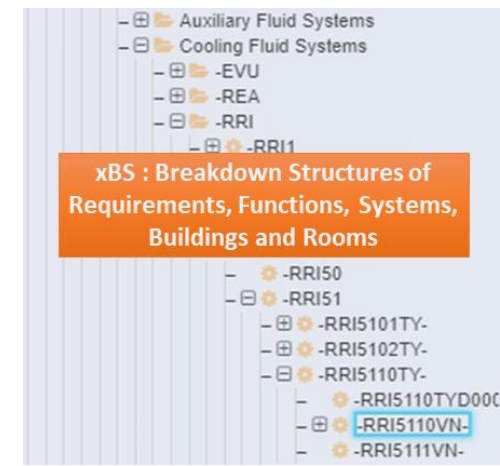 Auxiliary Fluid Systems
Cooling Fluid Systems
-EVU
-REA
-RRI
-RRI1
xBS : Breakdown Structures of
Requirements, Functions, Systems,
Buildings and Rooms
-RRI50
-RRI51
-RRI5101TY-
-RRI5102TY-
-RRI5110TY-
-RRI5110TYD000
-RRI5110VN-
-RRI5111VN-